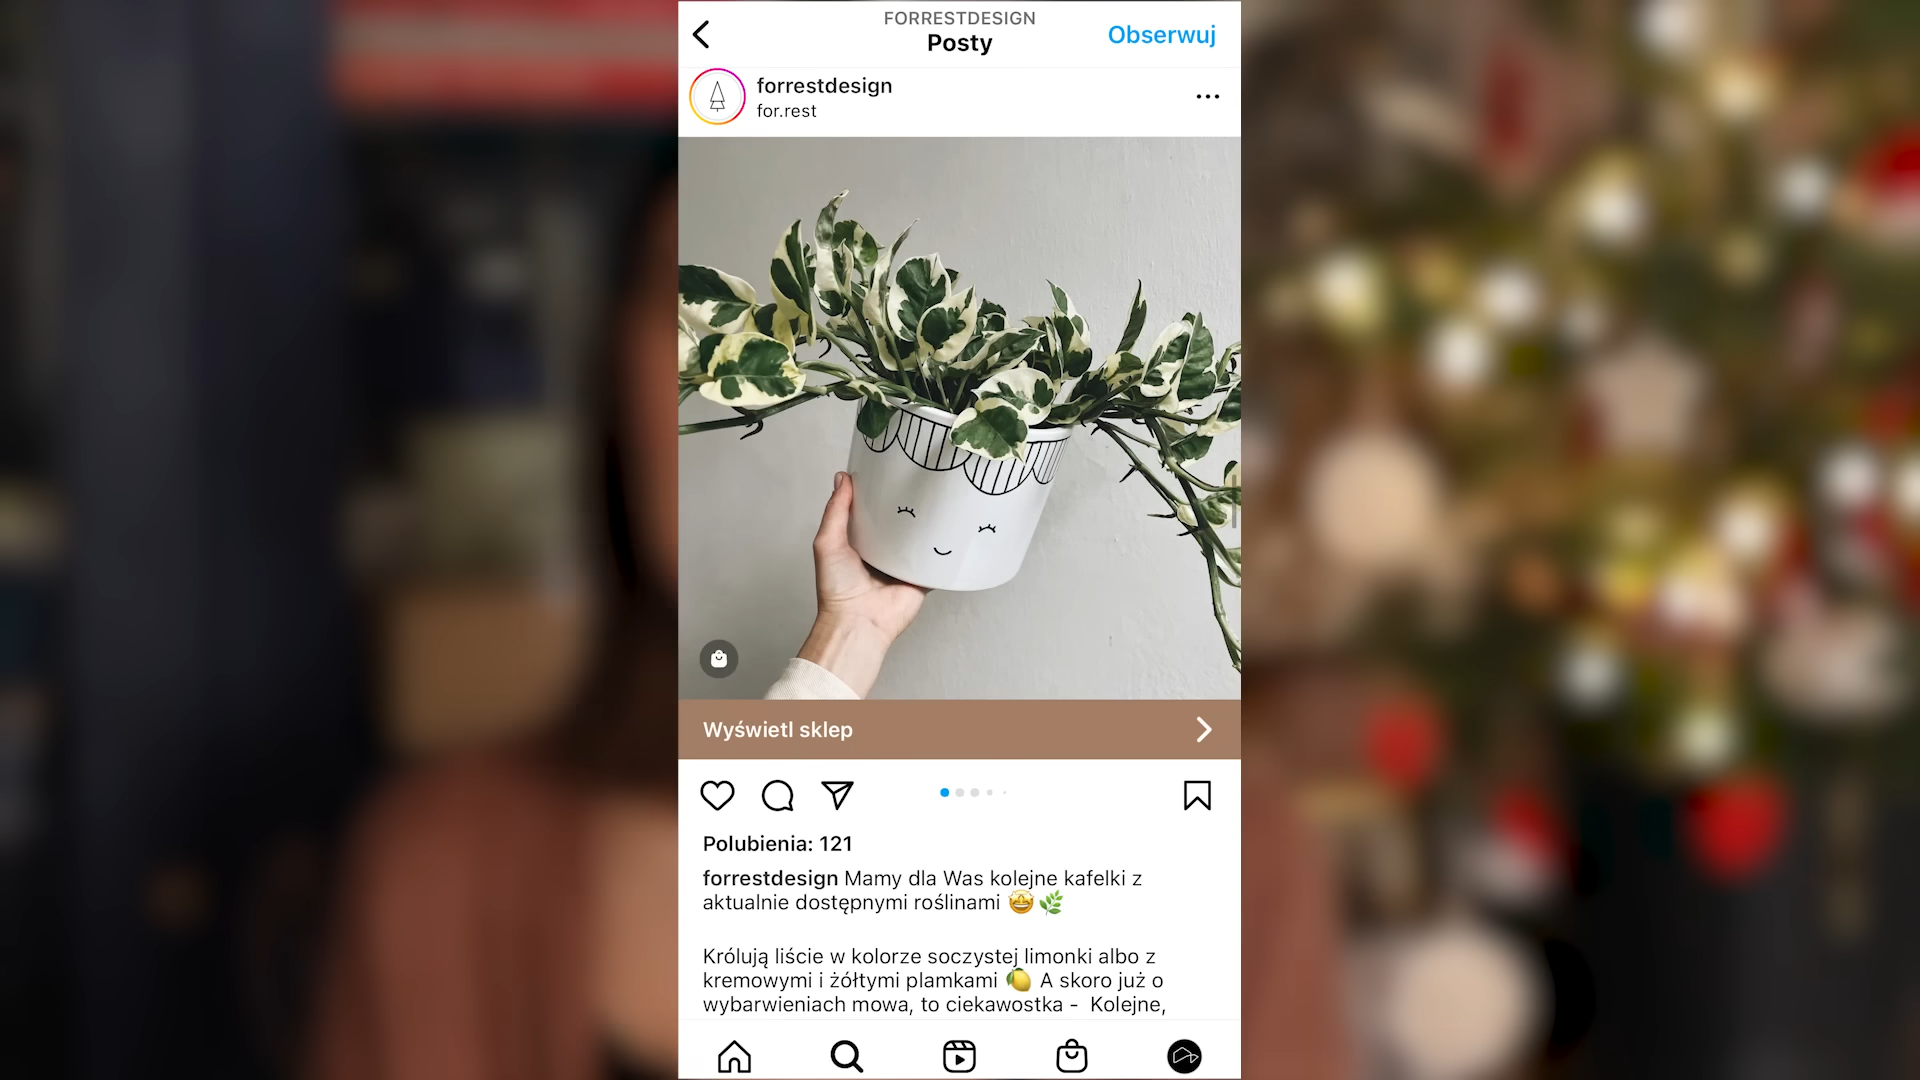 FORRESTDESIGN
Posty
Obserwuj
forrestdesign
for.rest
Wyświetl sklep
Polubienia: 121
forrestdesign Mamy dla Was kolejne kafelki z
aktualnie dostępnymi roślinami 🤩🌿
Królują liście w kolorze soczystej limonki albo z
kremowymi i żółtymi plamkami 🍋 A skoro już o
wybarwieniach mowa, to ciekawostka - Kolejne,